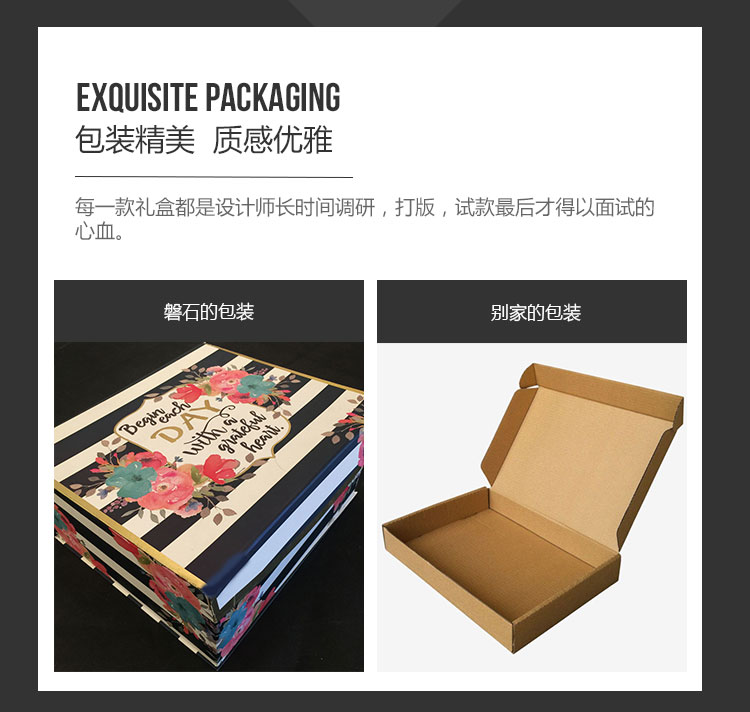 EXQUISITE PACKAGING
包装精美 质感优雅
每一款礼盒都是设计师长时间调研，打版，试款最后才得以面试的
心血。
磐石的包装
别家的包装
Begin
each
DAY
with a
grateful
heart.